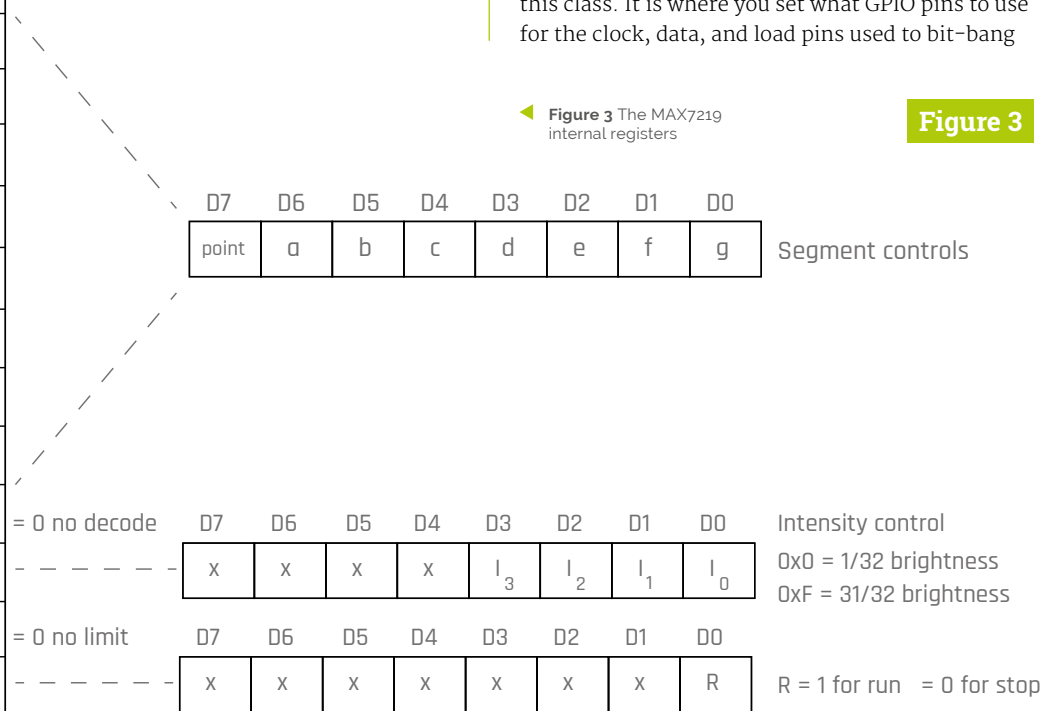 this class. It is where you set what GPIO pins to use
for the clock, data, and load pins used to bit-bang
Figure 3 The MAX7219
internal registers
Figure 3
D7 D6 D5 D4 D3 D2 D1 D0
point a b c d e f g Segment controls
= 0 no decode D7 D6 D5 D4 D3 D2 D1 D0 Intensity control
x x x x I3 I2 I1 I0 0x0 = 1/32 brightness
0xF = 31/32 brightness
= 0 no limit D7 D6 D5 D4 D3 D2 D1 D0
x x x x x x x R R = 1 for run = 0 for stop